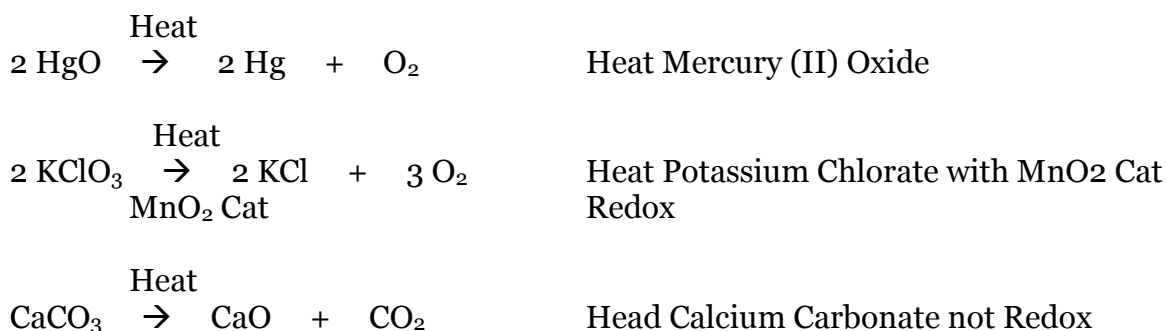 Heat
2 HgO → 2 Hg + O₂ Heat Mercury (II) Oxide
Heat
2 KClO₃ → 2 KCl + 3 O₂ Heat Potassium Chlorate with MnO2 Cat
MnO₂ Cat Redox
Heat
CaCO₃ → CaO + CO₂ Head Calcium Carbonate not Redox